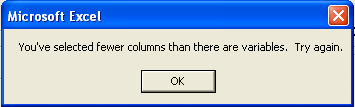 Microsoft Excel
You've selected fewer columns than there are variables.  Try again.
OK